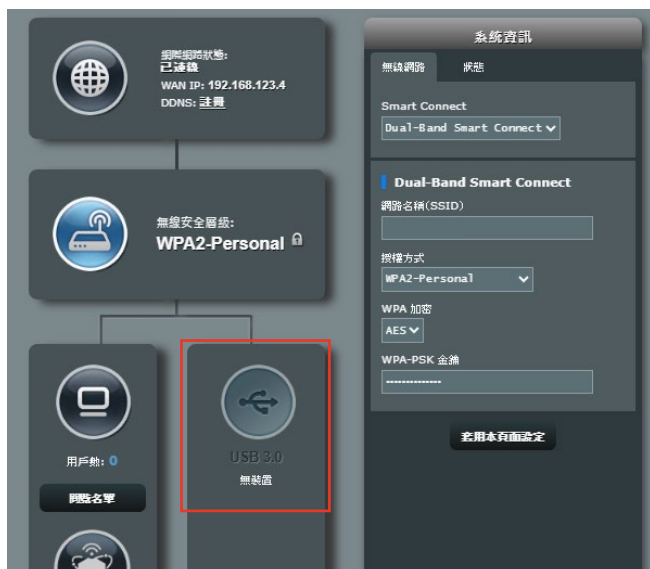 網際網路狀態:
已連線
WAN IP: 192.168.123.4
DDNS: 註冊
無線安全層級:
WPA2-Personal
用戶數: 0
閱覽名單
USB 3.0
無裝置
系統資訊
無線網路
狀態
Smart Connect
Dual-Band Smart Connect
Dual-Band Smart Connect
網路名稱(SSID)
授權方式
WPA2-Personal
WPA 加密
AES
WPA-PSK 金鑰
--------------
套用本頁面設定